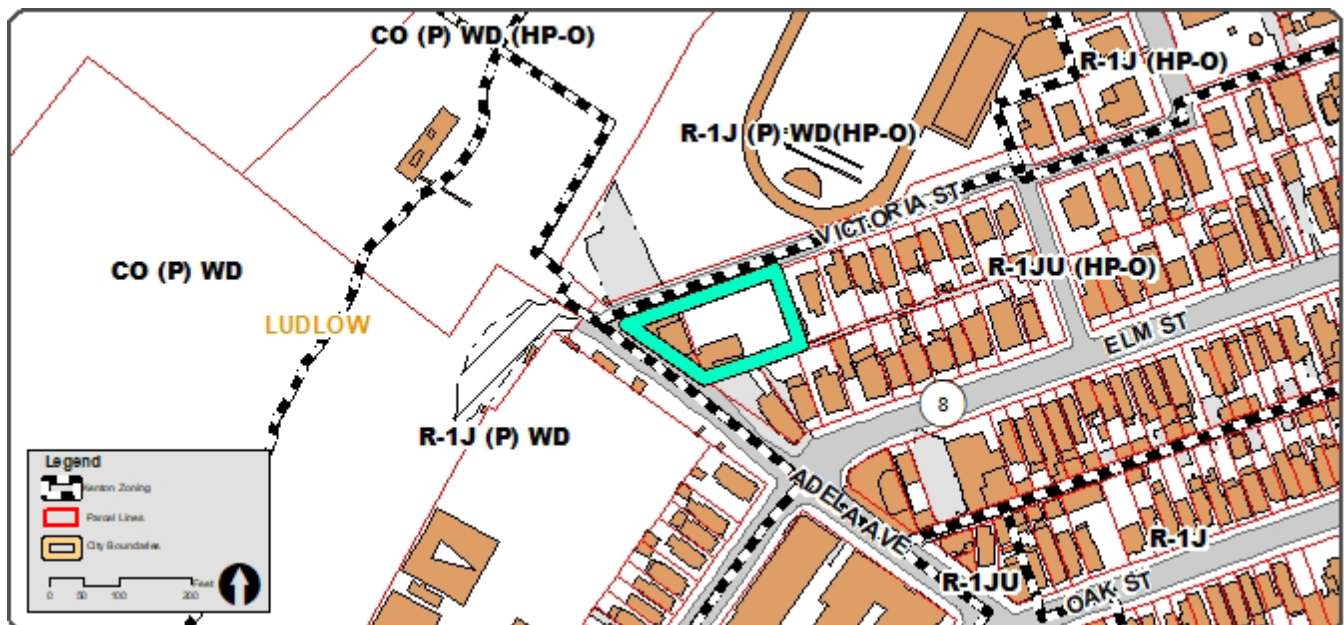 CO (P) WD (HP-O)
R-1J (HP-O)
R-1J (P) WD(HP-O)
VICTORIA ST
CO (P) WD
R-1JU (HP-O)
LUDLOW
ELM ST
8
R-1J (P) WD
Legend
Kenton Zoning
Parcel Lines
City Boundaries
Feet
0 50 100 200
ADELA AVE
R-1J
R-1JU
OAK ST